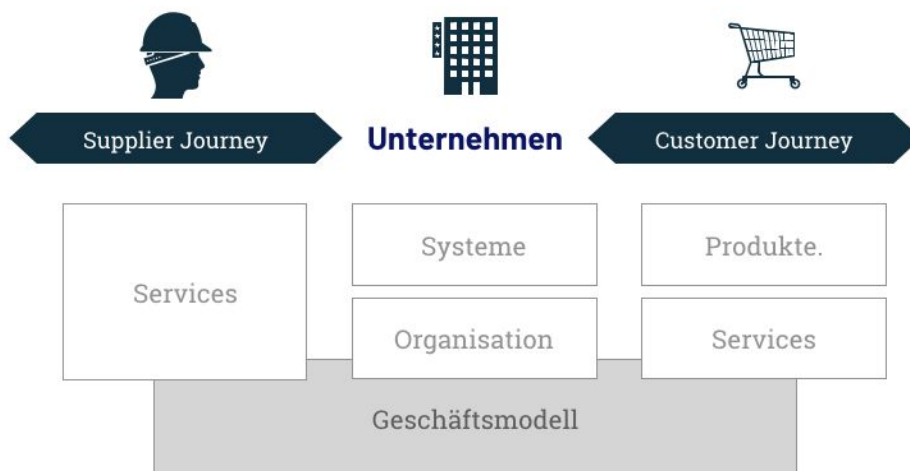 Supplier Journey
Unternehmen
Customer Journey
Services
Systeme
Produkte.
Organisation
Services
Geschäftsmodell